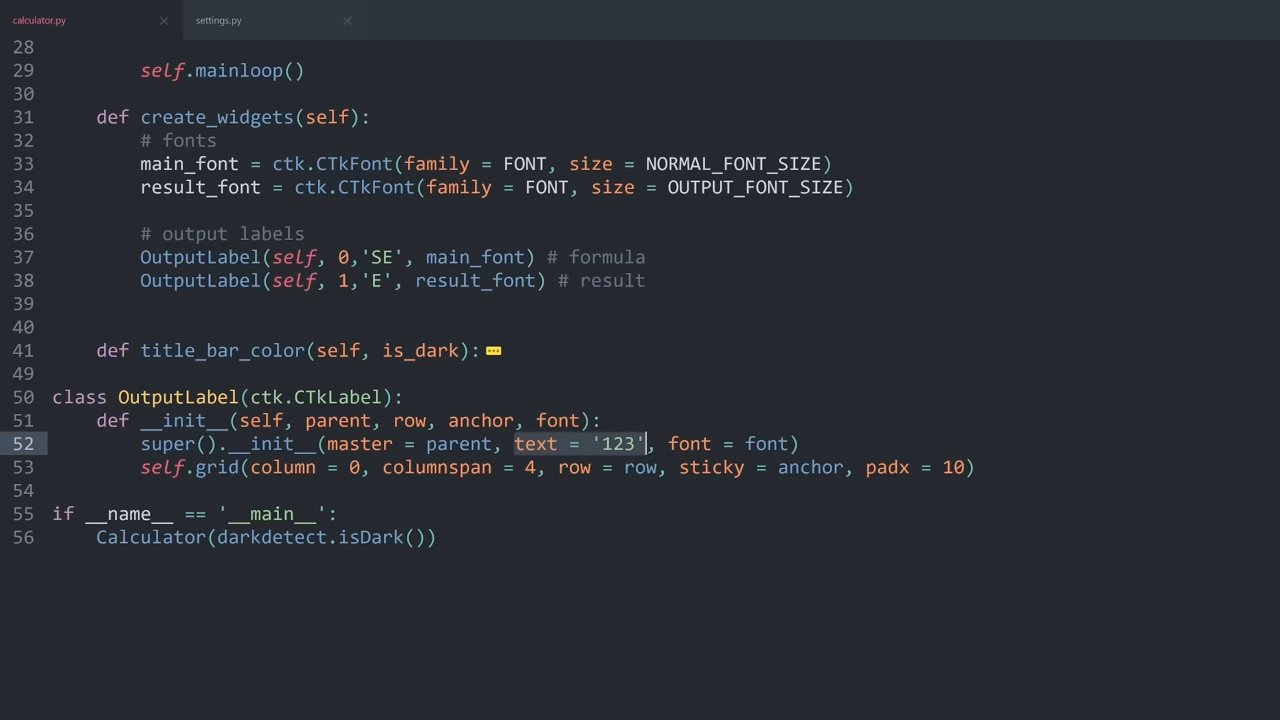 calculator.py
settings.py
28
29 self.mainloop()
30
31 def create_widgets(self):
32 # fonts
33 main_font = ctk.CTkFont(family = FONT, size = NORMAL_FONT_SIZE)
34 result_font = ctk.CTkFont(family = FONT, size = OUTPUT_FONT_SIZE)
35
36 # output labels
37 OutputLabel(self, 0,'SE', main_font) # formula
38 OutputLabel(self, 1,'E', result_font) # result
39
40
41 def title_bar_color(self, is_dark):
49
50 class OutputLabel(ctk.CTkLabel):
51 def __init__(self, parent, row, anchor, font):
52 super().__init__(master = parent, text = '123', font = font)
53 self.grid(column = 0, columnspan = 4, row = row, sticky = anchor, padx = 10)
54
55 if __name__ == '__main__':
56 Calculator(darkdetect.isDark())